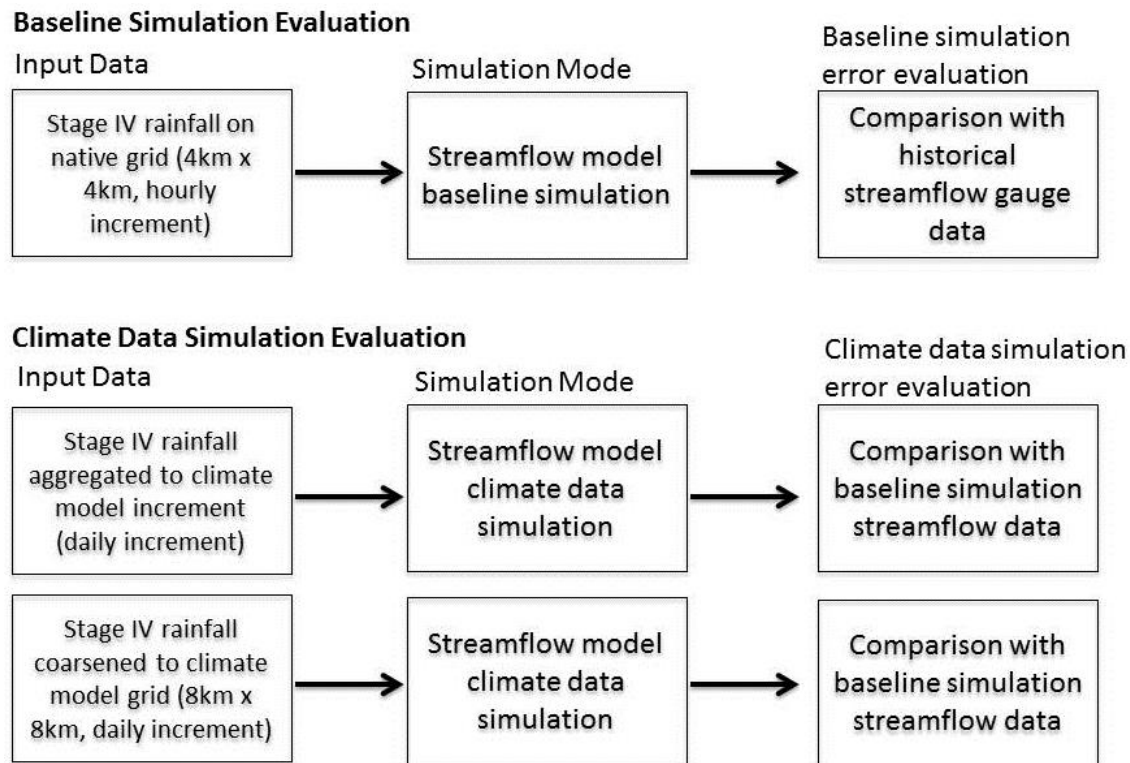 Baseline Simulation Evaluation
Input Data
Simulation Mode
Baseline simulation
error evaluation
Stage IV rainfall on
native grid (4km x
4km, hourly
increment)
Streamflow model
baseline simulation
Comparison with
historical
streamflow gauge
data
Climate Data Simulation Evaluation
Input Data
Simulation Mode
Climate data simulation
error evaluation
Stage IV rainfall
aggregated to climate
model increment
(daily increment)
Streamflow model
climate data
simulation
Comparison with
baseline simulation
streamflow data
Stage IV rainfall
coarsened to climate
model grid (8km x
8km, daily increment)
Streamflow model
climate data
simulation
Comparison with
baseline simulation
streamflow data